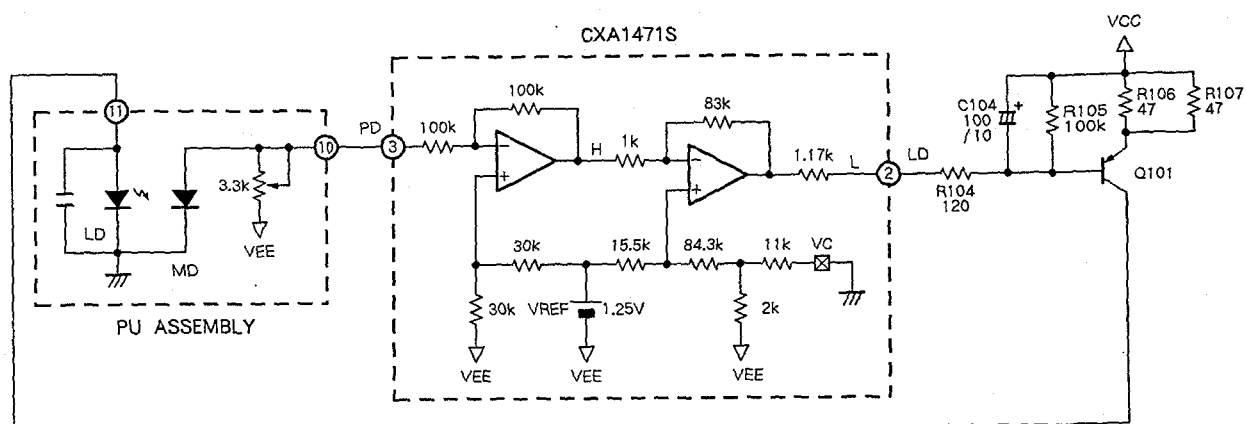 CXA1471S
VCC
11
10
PD
3
100k
100k
H
1k
83k
1.17k
L
2
LD
R104
120
C104
100
/10
+
R105
100k
R106
47
R107
47
Q101
3.3k
VEE
LD
MD
PU ASSEMBLY
−
+
−
+
30k
15.5k
84.3k
11k
VC
30k
VREF
1.25V
2k
VEE
VEE
VEE